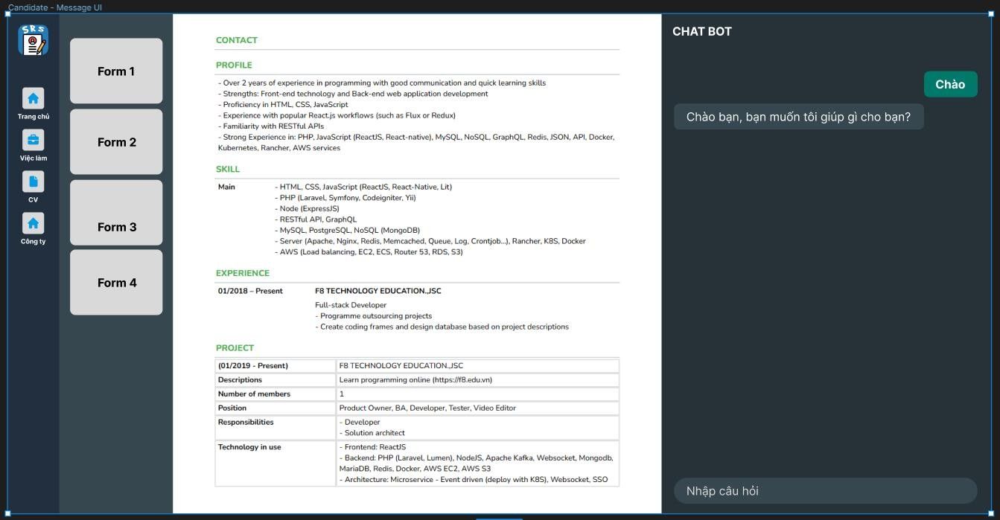 Candidate - Message UI
SRS
Trang chủ
Việc làm
CV
Công ty
Form 1
Form 2
Form 3
Form 4
CONTACT
PROFILE
- Over 2 years of experience in programming with good communication and quick learning skills
- Strengths: Front-end technology and Back-end web application development
- Proficiency in HTML, CSS, JavaScript
- Experience with popular React.js workflows (such as Flux or Redux)
- Familiarity with RESTful APIs
- Strong Experience in: PHP, JavaScript (ReactJS, React-native), MySQL, NoSQL, GraphQL, Redis, JSON, API, Docker,
Kubernetes, Rancher, AWS services
SKILL
Main
- HTML, CSS, JavaScript (ReactJS, React-Native, Lit)
- PHP (Laravel, Symfony, Codeigniter, Yii)
- Node (ExpressJS)
- RESTful API, GraphQL
- MySQL, PostgreSQL, NoSQL (MongoDB)
- Server (Apache, Nginx, Redis, Memcached, Queue, Log, Crontjob...), Rancher, K8S, Docker
- AWS (Load balancing, EC2, ECS, Router 53, RDS, S3)
EXPERIENCE
01/2018 – Present F8 TECHNOLOGY EDUCATION.,JSC
Full-stack Developer
- Programme outsourcing projects
- Create coding frames and design database based on project descriptions
PROJECT
(01/2019 - Present) F8 TECHNOLOGY EDUCATION.,JSC
Descriptions Learn programming online (https://f8.edu.vn)
Number of members 1
Position Product Owner, BA, Developer, Tester, Video Editor
Responsibilities - Developer
- Solution architect
Technology in use - Frontend: ReactJS
- Backend: PHP (Laravel, Lumen), NodeJS, Apache Kafka, Websocket, Mongodb,
MariaDB, Redis, Docker, AWS EC2, AWS S3
- Architecture: Microservice - Event driven (deploy with K8S), Websocket, SSO
CHAT BOT
Chào
Chào bạn, bạn muốn tôi giúp gì cho bạn?
Nhập câu hỏi